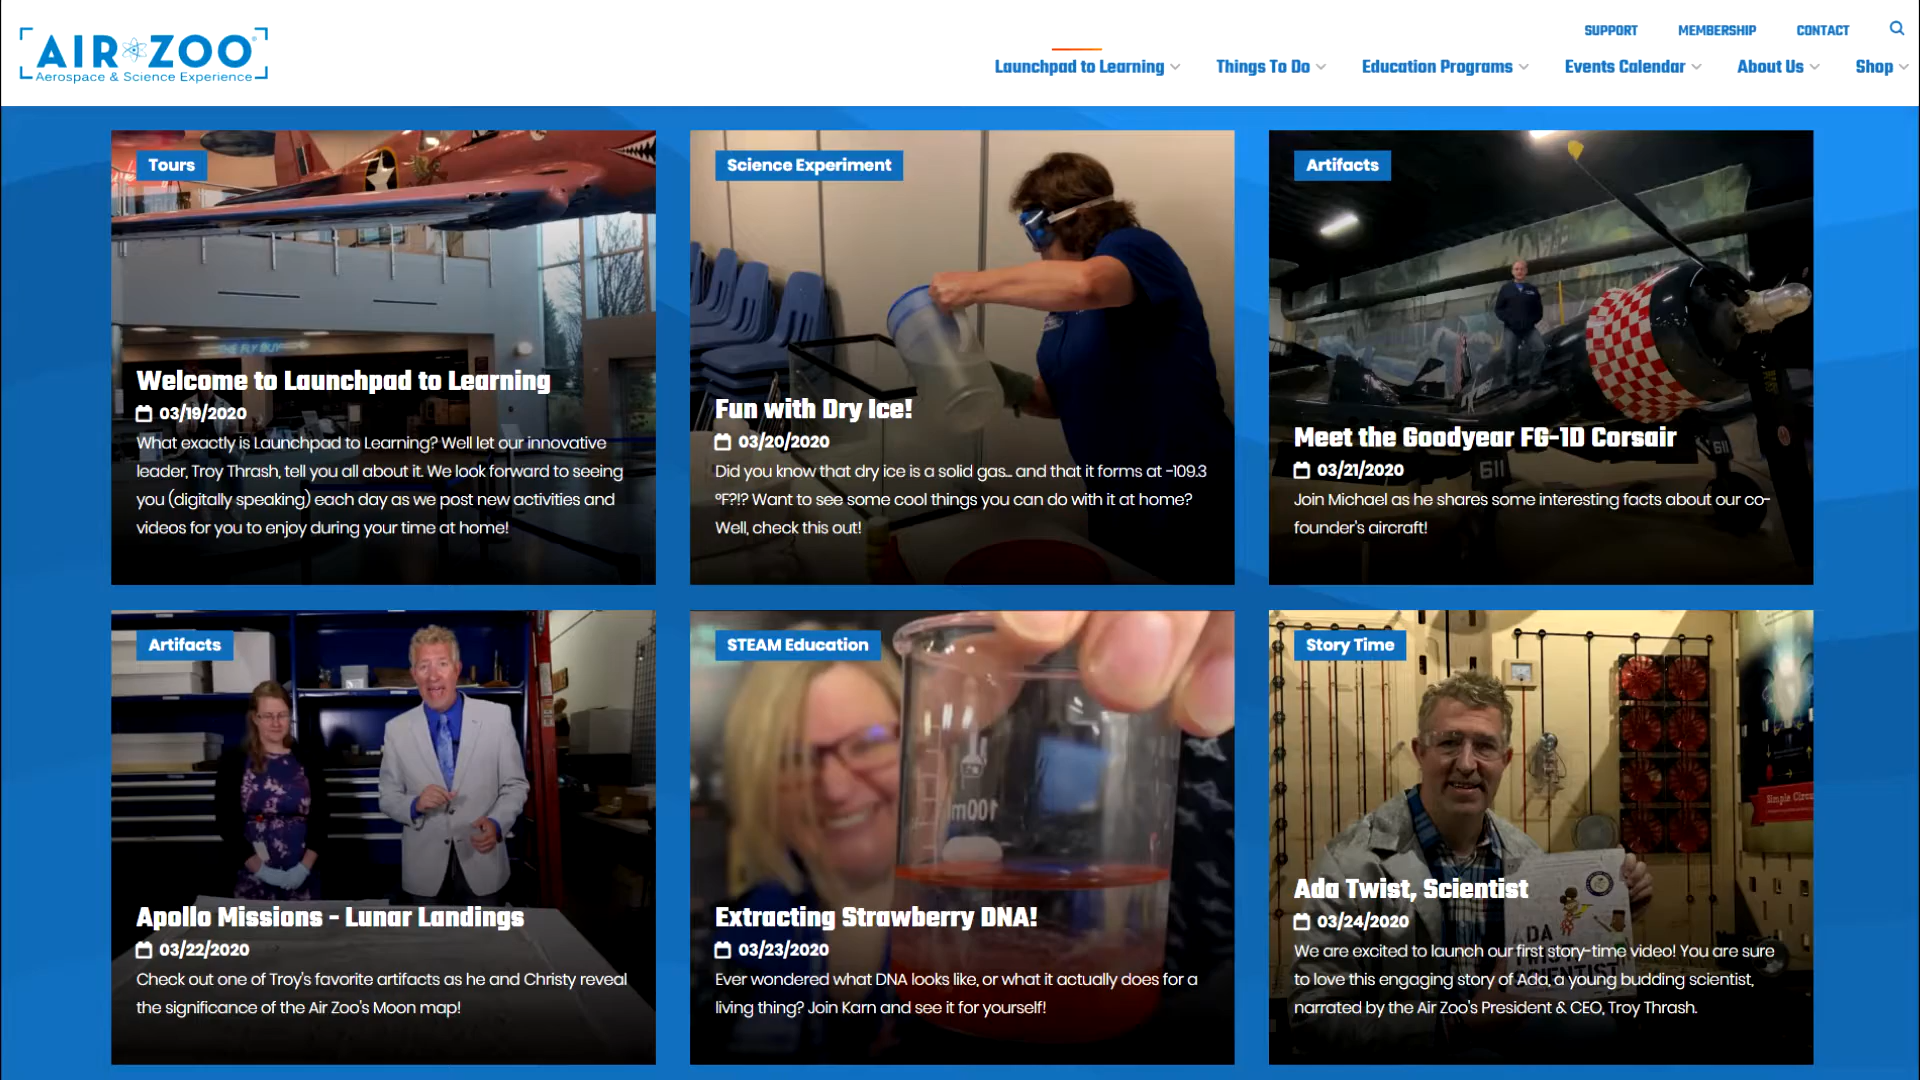 AIR ZOO
Aerospace & Science Experience
SUPPORT MEMBERSHIP CONTACT
Launchpad to Learning Things To Do Education Programs Events Calendar About Us Shop
Tours
THE FLY BUY
Welcome to Launchpad to Learning
03/19/2020
What exactly is Launchpad to Learning? Well let our innovative
leader, Troy Thrash, tell you all about it. We look forward to seeing
you (digitally speaking) each day as we post new activities and
videos for you to enjoy during your time at home!
Science Experiment
Fun with Dry Ice!
03/20/2020
Did you know that dry ice is a solid gas... and that it forms at -109.3
ºF?!? Want to see some cool things you can do with it at home?
Well, check this out!
Artifacts
Meet the Goodyear FG-1D Corsair
611
611
03/21/2020
Join Michael as he shares some interesting facts about our co-
founder's aircraft!
Artifacts
Apollo Missions - Lunar Landings
03/22/2020
Check out one of Troy's favorite artifacts as he and Christy reveal
the significance of the Air Zoo's Moon map!
STEAM Education
100ml
Extracting Strawberry DNA!
03/23/2020
Ever wondered what DNA looks like, or what it actually does for a
living thing? Join Karn and see it for yourself!
Story Time
Simple Circu
Ada Twist, Scientist
03/24/2020
We are excited to launch our first story-time video! You are sure
to love this engaging story of Ada, a young budding scientist,
narrated by the Air Zoo's President & CEO, Troy Thrash.